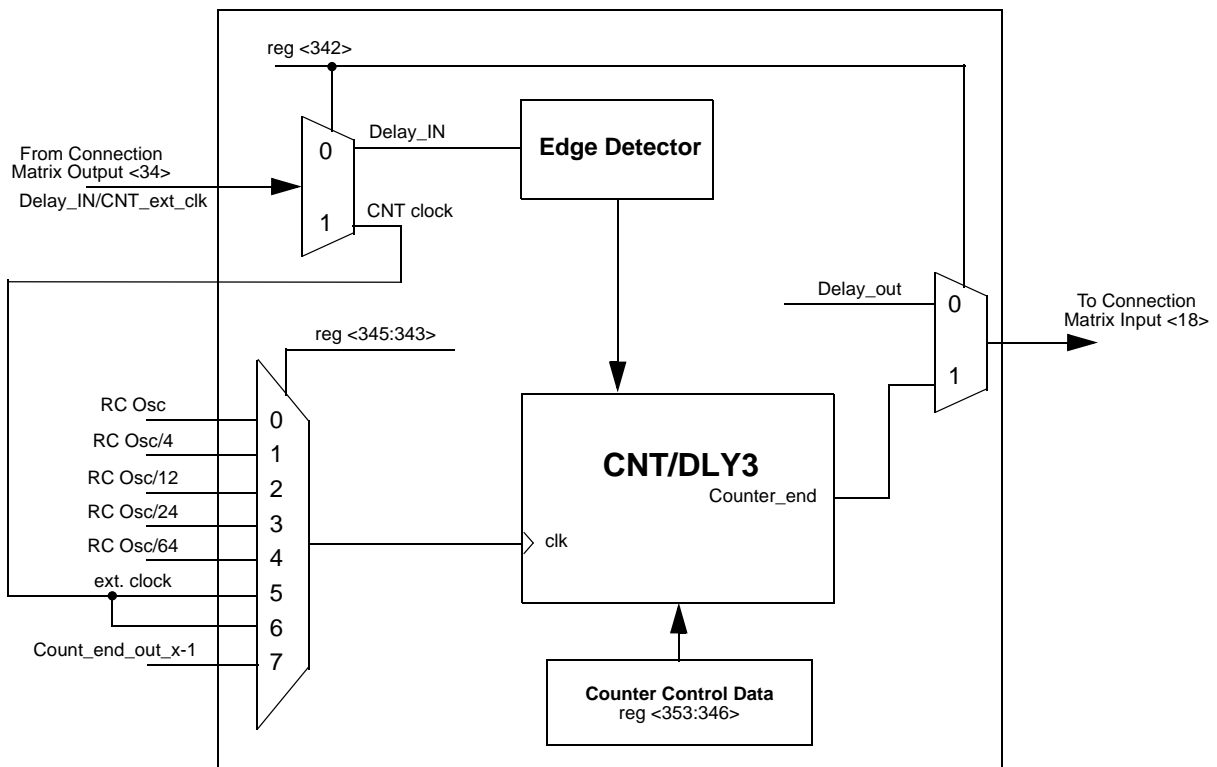 reg <342>
0
1
From Connection
Matrix Output <34>
Delay_IN/CNT_ext_clk
Delay_IN
CNT clock
Edge Detector
Delay_out
0
1
To Connection
Matrix Input <18>
reg <345:343>
RC Osc
RC Osc/4
RC Osc/12
RC Osc/24
RC Osc/64
ext. clock
Count_end_out_x-1
0
1
2
3
4
5
6
7
CNT/DLY3
Counter_end
clk
Counter Control Data
reg <353:346>